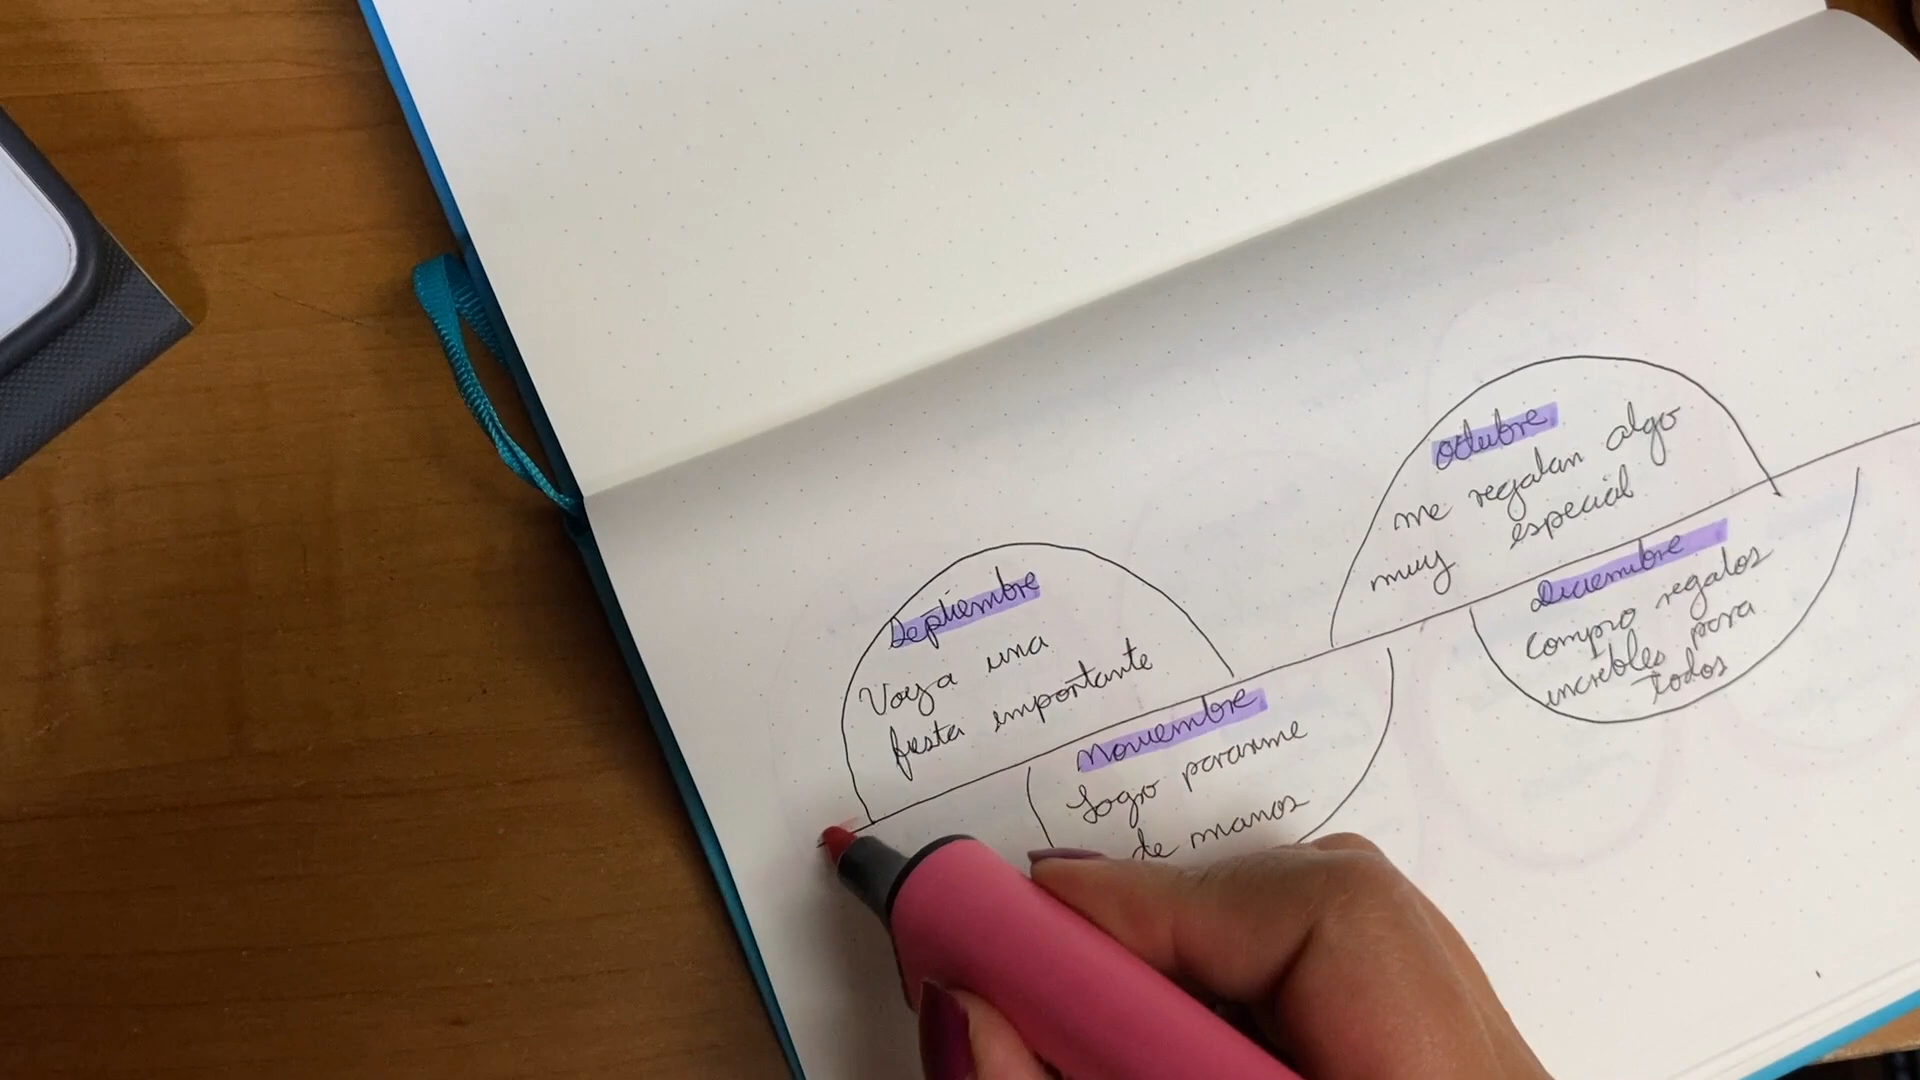 Septiembre
Voy a una
fiesta importante
octubre
me regalan algo
muy especial
Noviembre
Logro pararme
de manos
Diciembre
Compro regalos
increbles para
todos